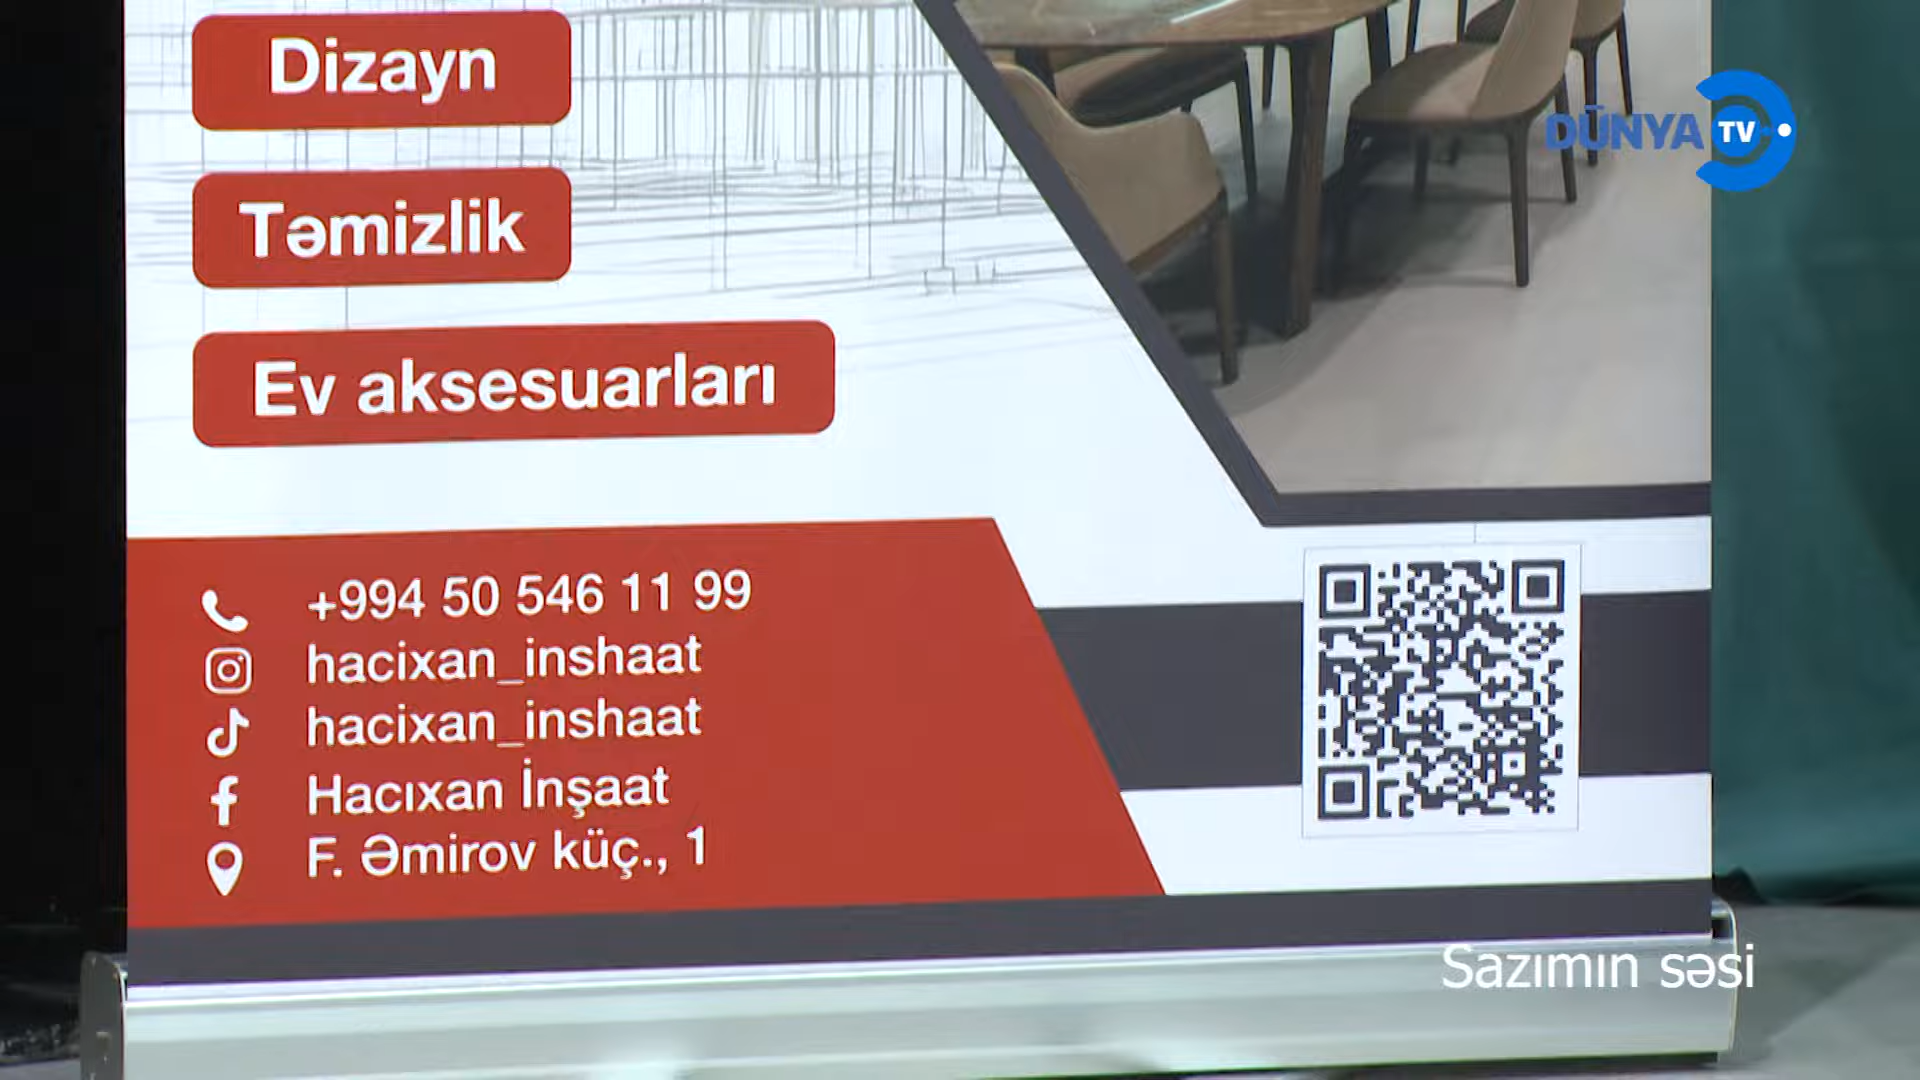 Dizayn
Təmizlik
Ev aksesuarları
DÜNYA TV
+994 50 546 11 99
hacixan_inshaat
hacixan_inshaat
Hacıxan İnşaat
F. Əmirov küç., 1
Sazımın səsi